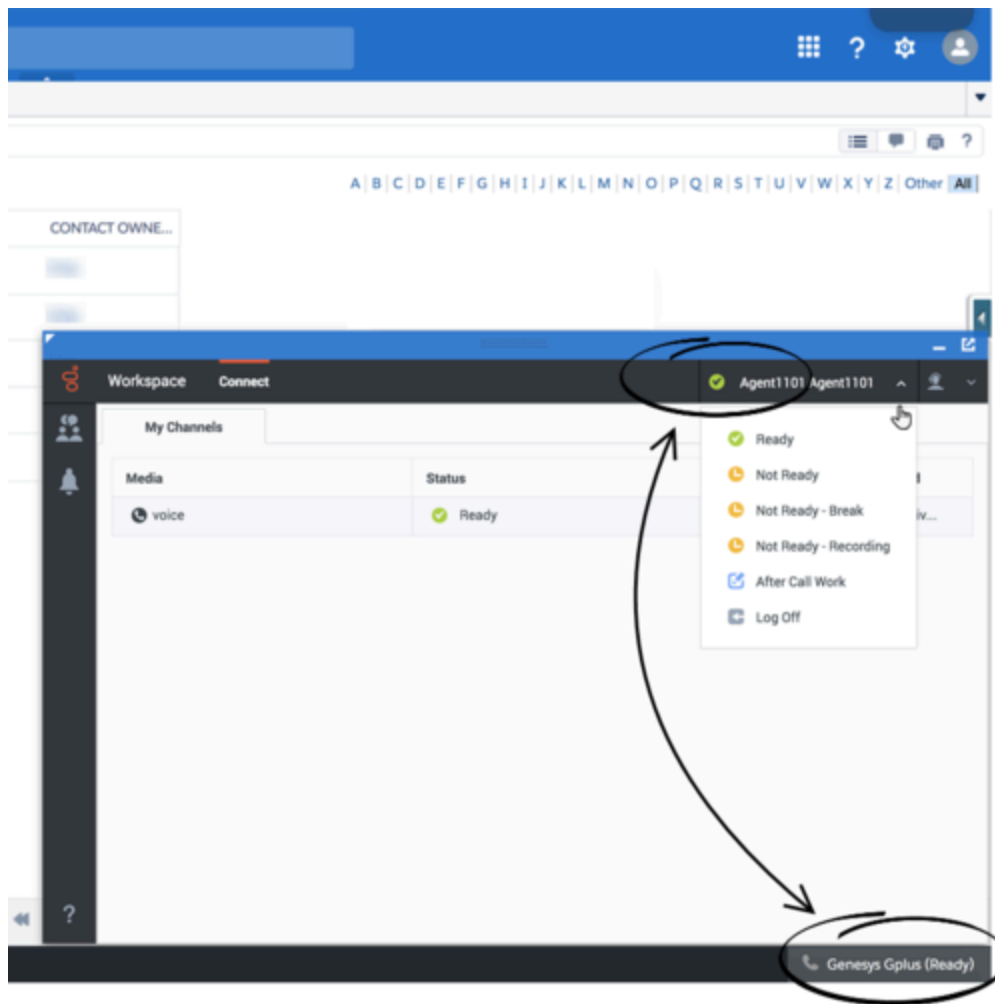 ?
?
A B C D E F G H I J K L M N O P Q R S T U V W X Y Z Other All
CONTACT OWNE...
Workspace Connect Agent1101 Agent1101
My Channels
Ready
Media Status
Not Ready
voice Ready
Not Ready - Break
iv...
Not Ready - Recording
After Call Work
Log Off
?
Genesys Gplus (Ready)